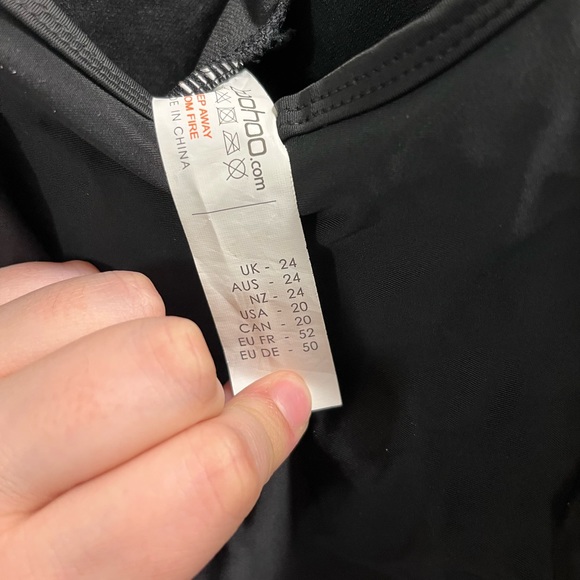 ohoo.com
EP AWAY
OM FIRE
E IN CHINA
UK - 24
AUS - 24
NZ - 24
USA - 20
CAN - 20
EU FR - 52
EU DE - 50